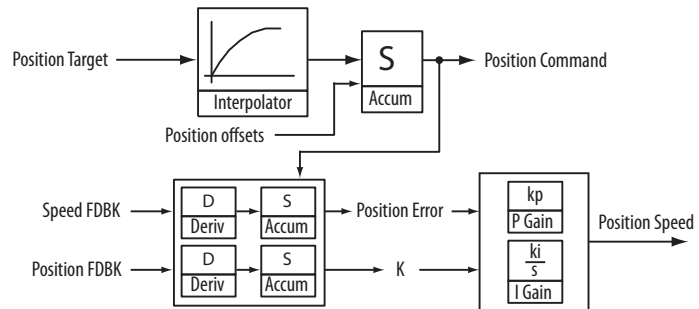 Position Target
Interpolator
S
Accum
Position Command
Position offsets
Speed FDBK
D
Deriv
S
Accum
Position Error
kp
P Gain
Position Speed
Position FDBK
D
Deriv
S
Accum
K
ki
s
I Gain